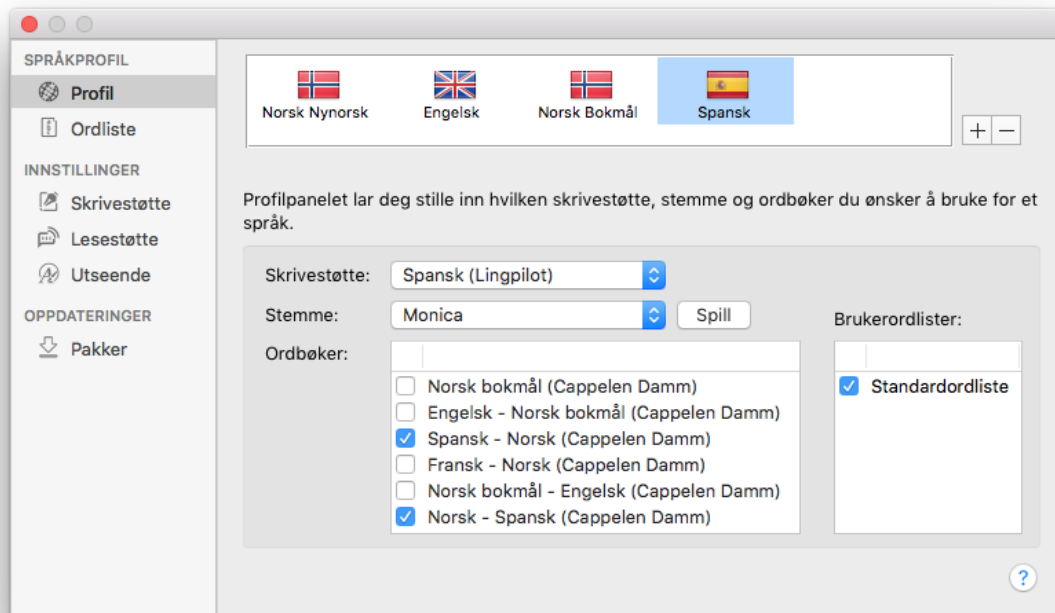 SPRÅKPROFIL
Profil
Ordliste
INNSTILLINGER
Skrivestøtte
Lesestøtte
Utseende
OPPDATERINGER
Pakker
Norsk Nynorsk
Engelsk
Norsk Bokmål
Spansk
+ −
Profilpanelet lar deg stille inn hvilken skrivestøtte, stemme og ordbøker du ønsker å bruke for et
språk.
Skrivestøtte: Spansk (Lingpilot)
Stemme: Monica Spill
Ordbøker:
Norsk bokmål (Cappelen Damm)
Engelsk - Norsk bokmål (Cappelen Damm)
Spansk - Norsk (Cappelen Damm)
Fransk - Norsk (Cappelen Damm)
Norsk bokmål - Engelsk (Cappelen Damm)
Norsk - Spansk (Cappelen Damm)
Brukerordlister:
Standardordliste
?